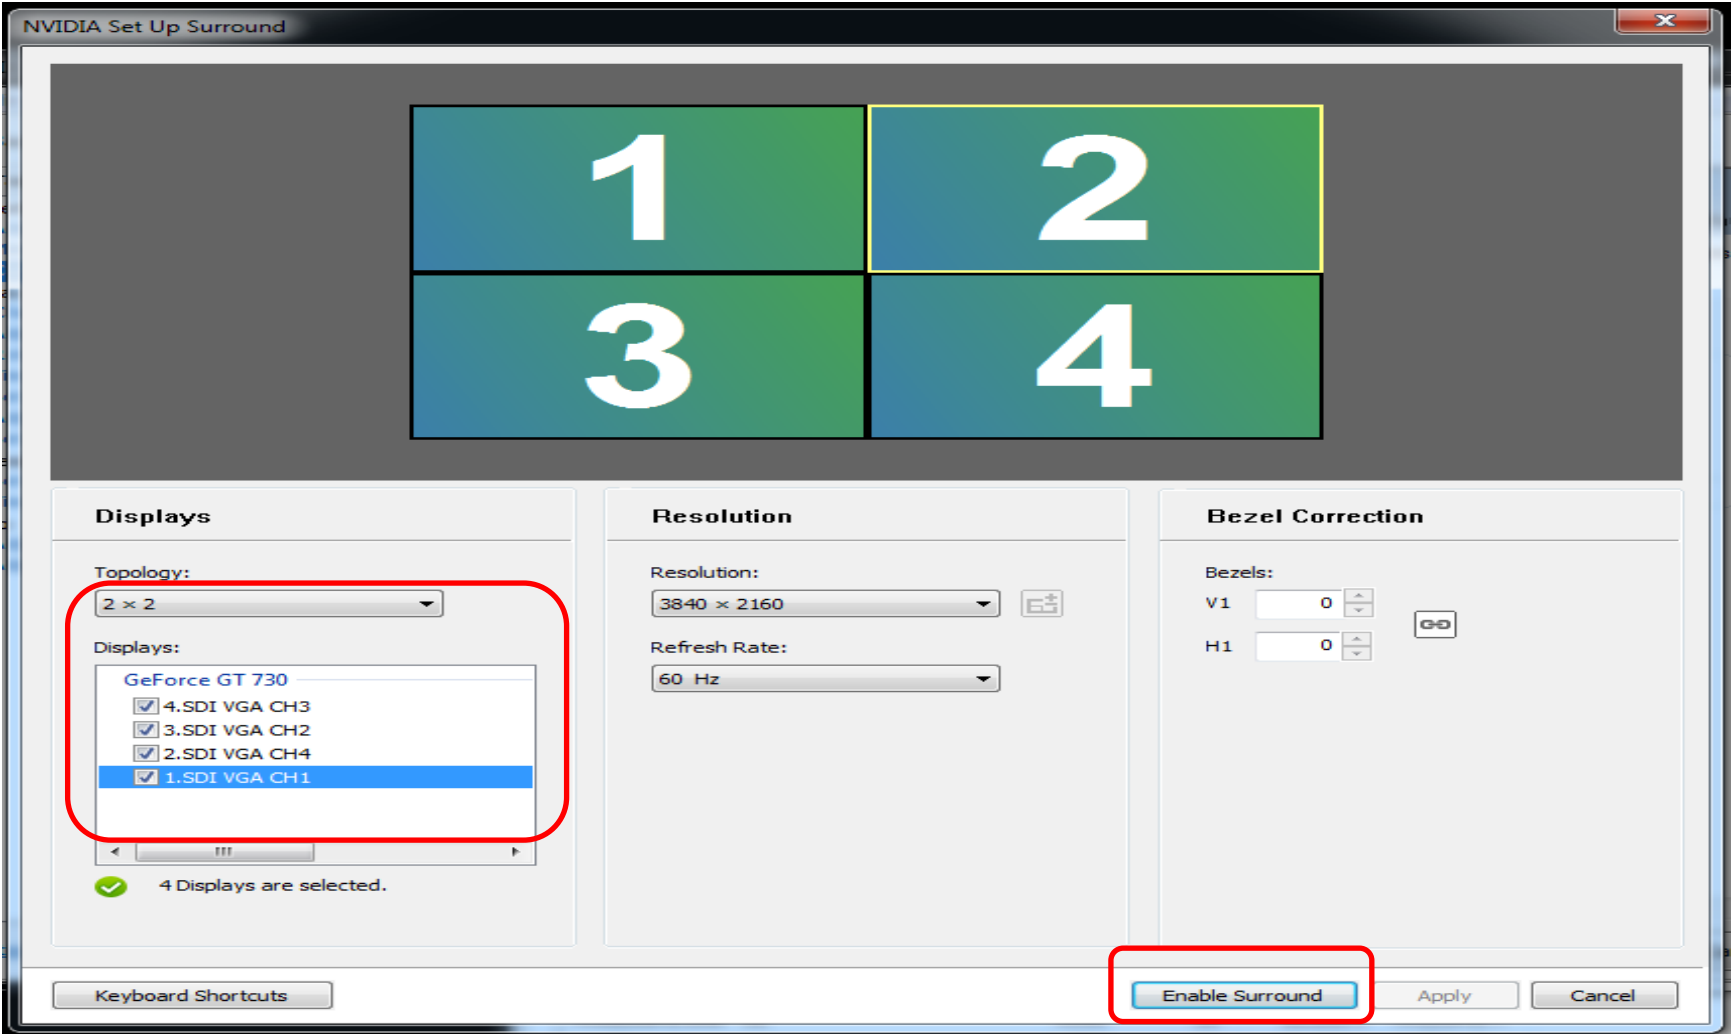 NVIDIA Set Up Surround
1
2
3
4
Displays
Topology:
2 × 2
Displays:
GeForce GT 730
4.SDI VGA CH3
3.SDI VGA CH2
2.SDI VGA CH4
1.SDI VGA CH1
4 Displays are selected.
Resolution
Resolution:
3840 × 2160
Refresh Rate:
60 Hz
Bezel Correction
Bezels:
V1 0
H1 0
Keyboard Shortcuts
Enable Surround
Apply
Cancel